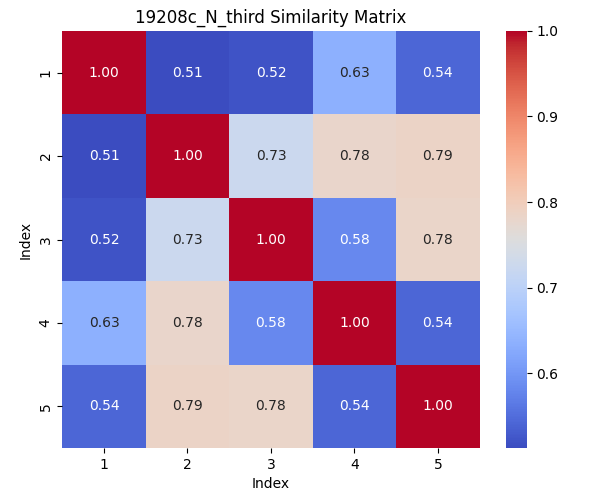 19208c_N_third Similarity Matrix
1 1.00 0.51 0.52 0.63 0.54
2 0.51 1.00 0.73 0.78 0.79
3 0.52 0.73 1.00 0.58 0.78
4 0.63 0.78 0.58 1.00 0.54
5 0.54 0.79 0.78 0.54 1.00
1 2 3 4 5
Index
Index
1.0
0.9
0.8
0.7
0.6